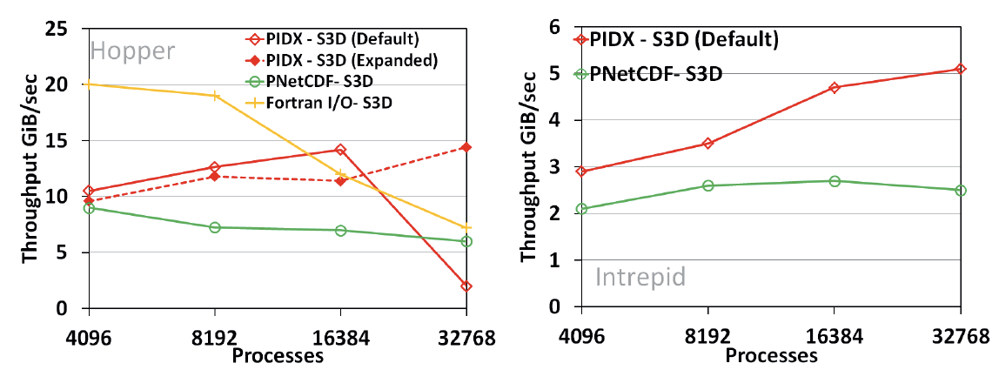 Throughput GiB/sec
25
20
15
10
5
0
Hopper
PIDX - S3D (Default)
PIDX - S3D (Expanded)
PNetCDF- S3D
Fortran I/O- S3D
4096 8192 16384 32768
Processes
Throughput GiB/sec
6
5
4
3
2
1
0
PIDX - S3D (Default)
PNetCDF- S3D
Intrepid
4096 8192 16384 32768
Processes